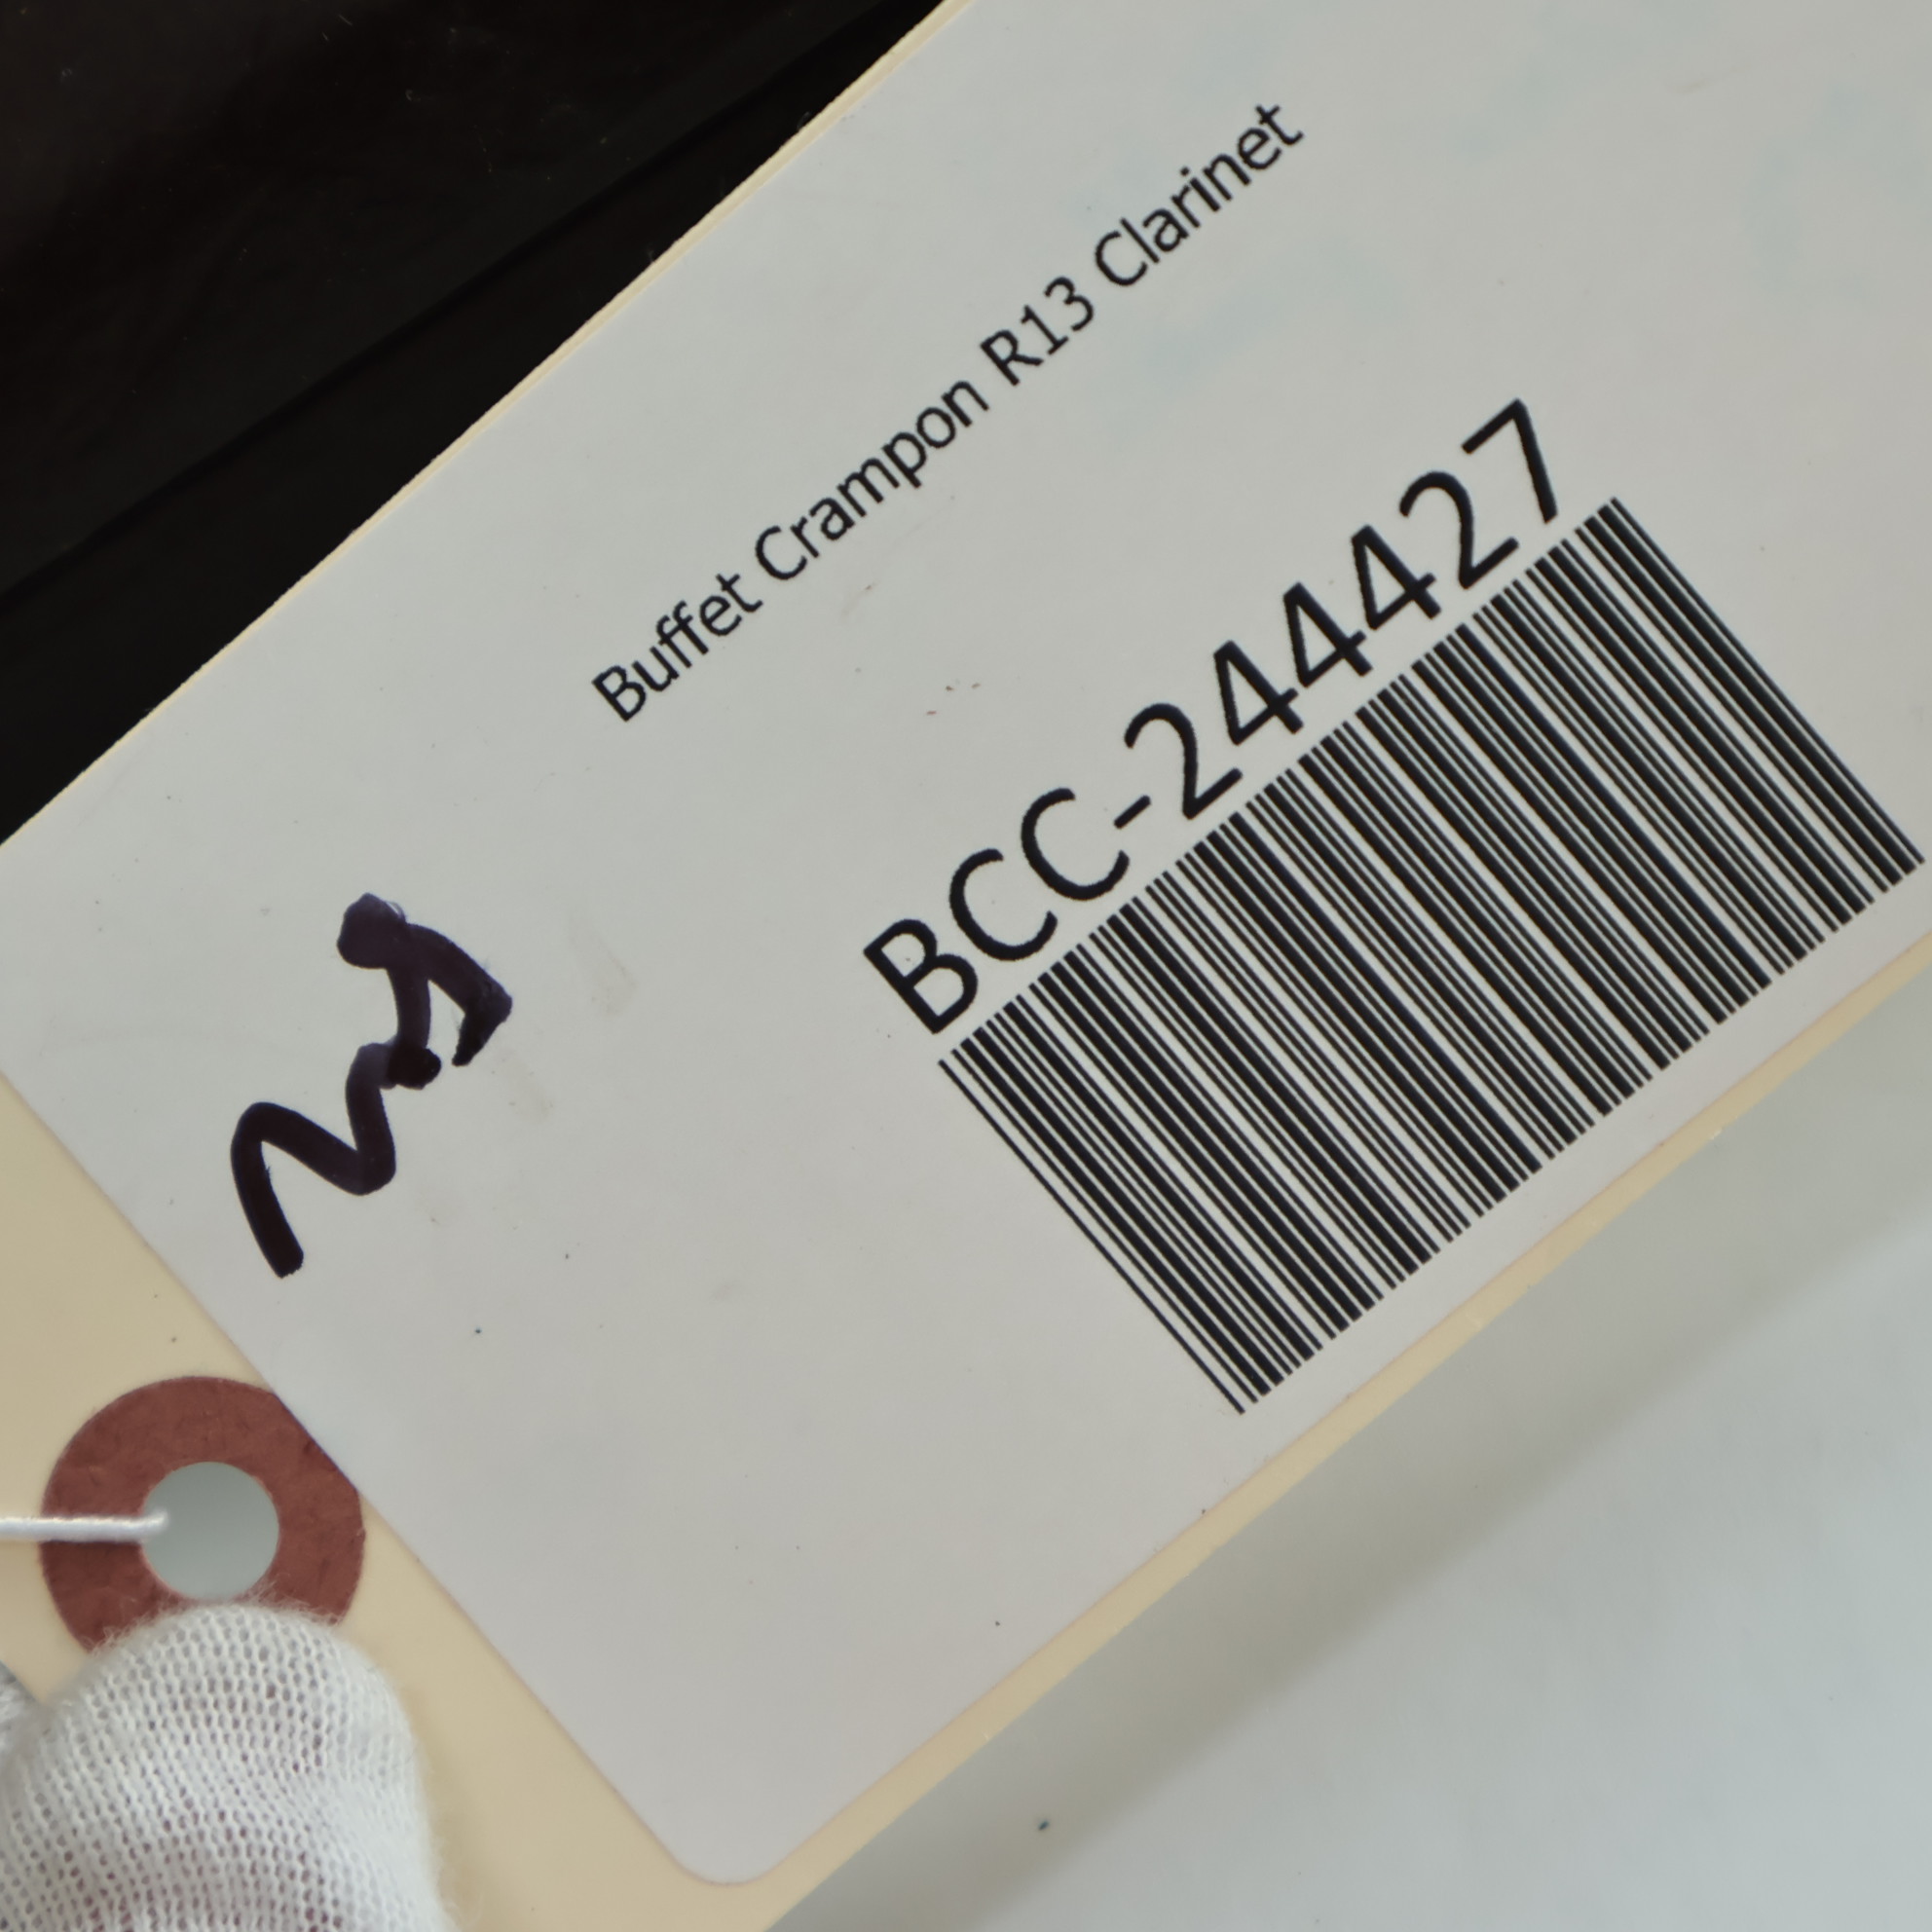 Buffet Crampon R13 Clarinet
BCC-244427